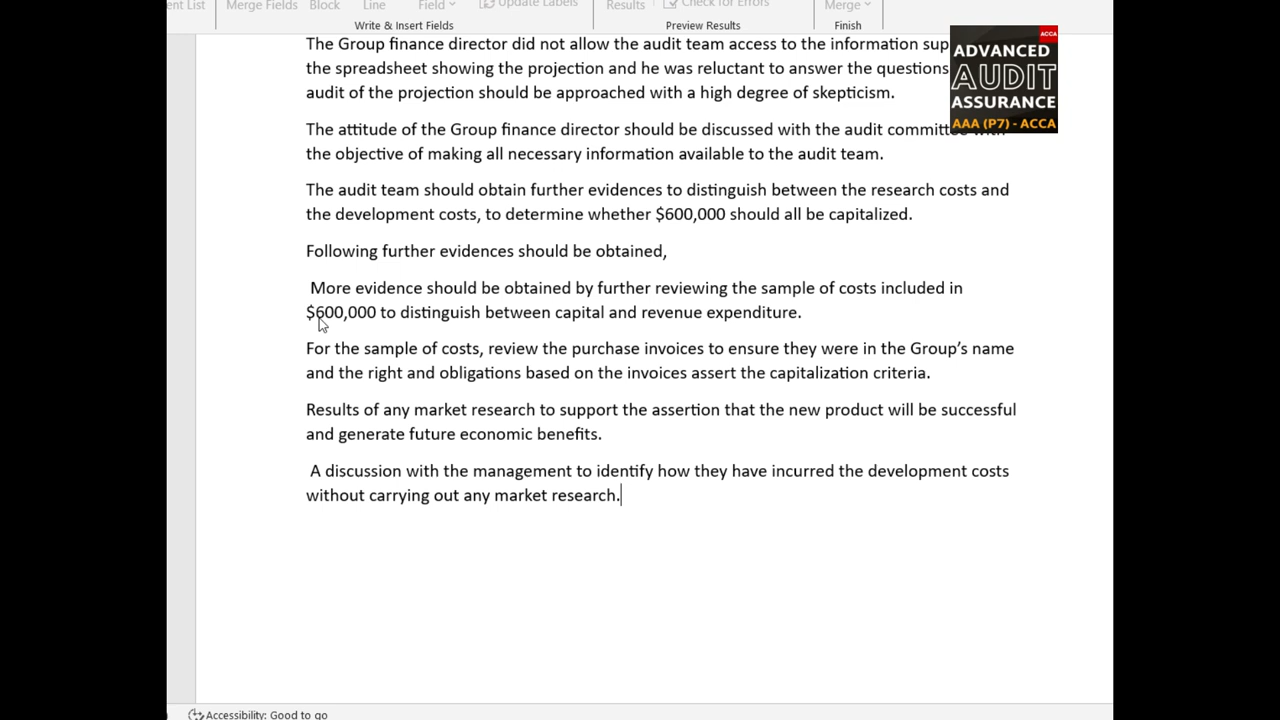 ent List
Merge Fields
Block
Line
Field
Update Labels
Results
Check for Errors
Merge
Write & Insert Fields
Preview Results
Finish
ACCA
ADVANCED
AUDIT
ASSURANCE
AAA (P7) - ACCA
The Group finance director did not allow the audit team access to the information sup
the spreadsheet showing the projection and he was reluctant to answer the questions
audit of the projection should be approached with a high degree of skepticism.
The attitude of the Group finance director should be discussed with the audit committee with
the objective of making all necessary information available to the audit team.
The audit team should obtain further evidences to distinguish between the research costs and
the development costs, to determine whether $600,000 should all be capitalized.
Following further evidences should be obtained,
More evidence should be obtained by further reviewing the sample of costs included in
$600,000 to distinguish between capital and revenue expenditure.
For the sample of costs, review the purchase invoices to ensure they were in the Group's name
and the right and obligations based on the invoices assert the capitalization criteria.
Results of any market research to support the assertion that the new product will be successful
and generate future economic benefits.
A discussion with the management to identify how they have incurred the development costs
without carrying out any market research.
Accessibility: Good to go